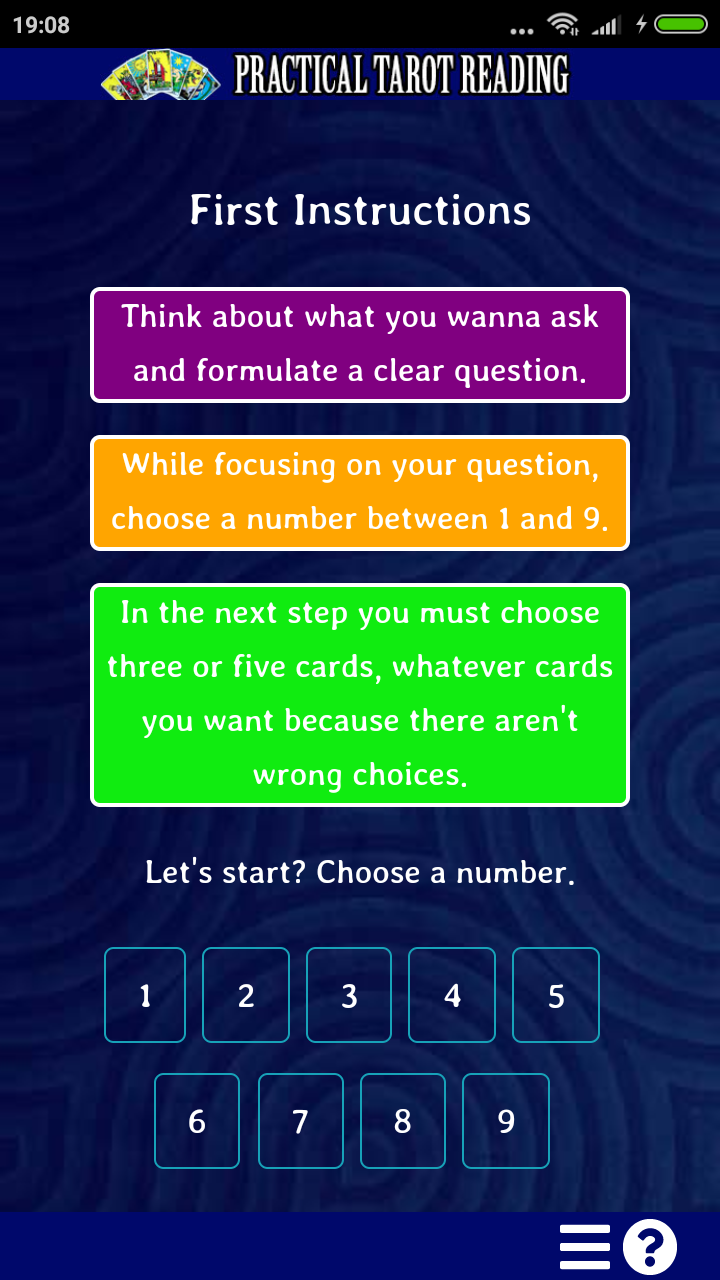 19:08
PRACTICAL TAROT READING
First Instructions
Think about what you wanna ask
and formulate a clear question.
While focusing on your question,
choose a number between 1 and 9.
In the next step you must choose
three or five cards, whatever cards
you want because there aren't
wrong choices.
Let's start? Choose a number.
1 2 3 4 5
6 7 8 9
?